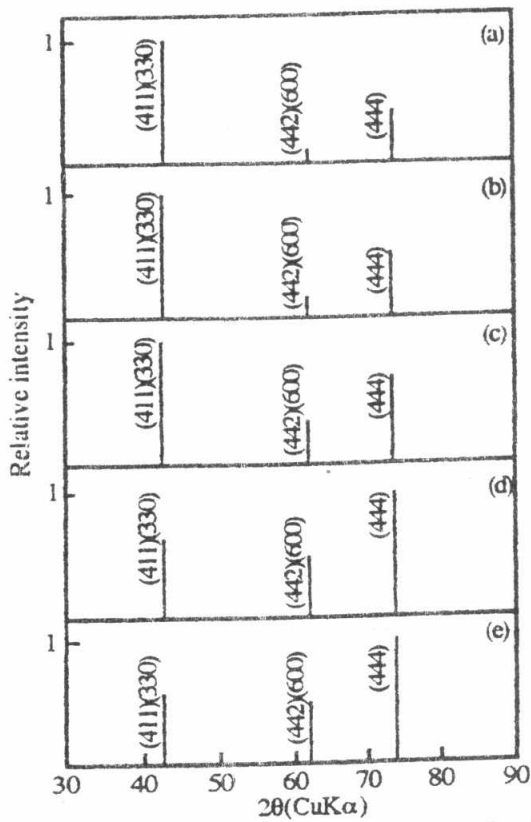 1
(411)(330)
(442)(600)
(444)
(a)
1
(411)(330)
(442)(600)
(444)
(b)
1
(411)(330)
(442)(600)
(444)
(c)
1
(411)(330)
(442)(600)
(444)
(d)
1
(411)(330)
(442)(600)
(444)
(e)
Relative intensity
30 40 50 60 70 80 90
2θ(CuKα)